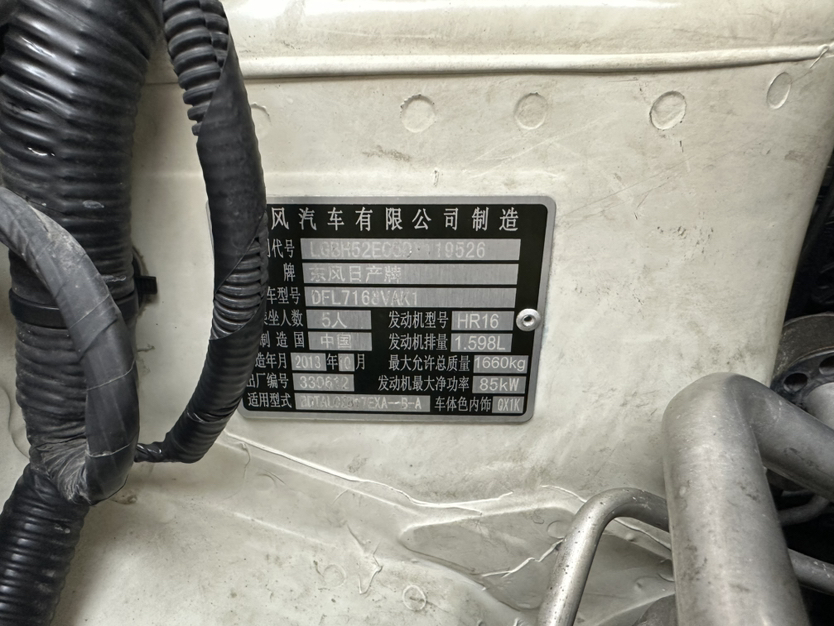 风汽车有限公司制造
代号
牌 东风日产牌
车型号 DFL7168VAK1
乘坐人数 5人 发动机型号 HR16
制造国 中国 发动机排量 1.598L
造年月 2013年 月 最大允许总质量 1660kg
出厂编号 发动机最大净功率 85kW
适用型式 车体色内饰 QX1K